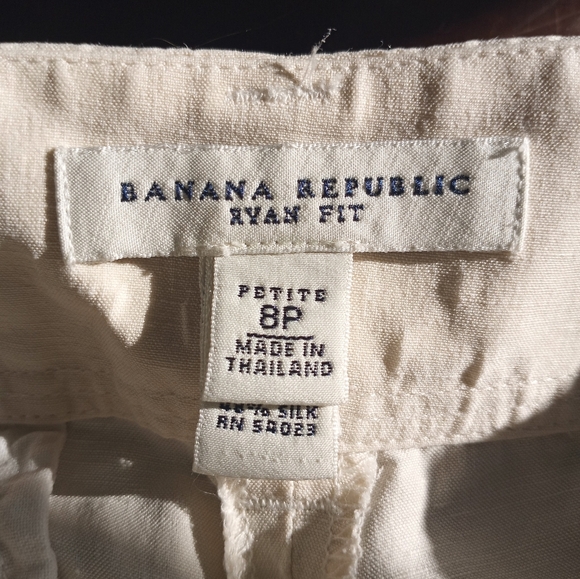 BANANA REPUBLIC
RYAN FIT
PETITE
8P
MADE IN
THAILAND
SILK
RN 54023